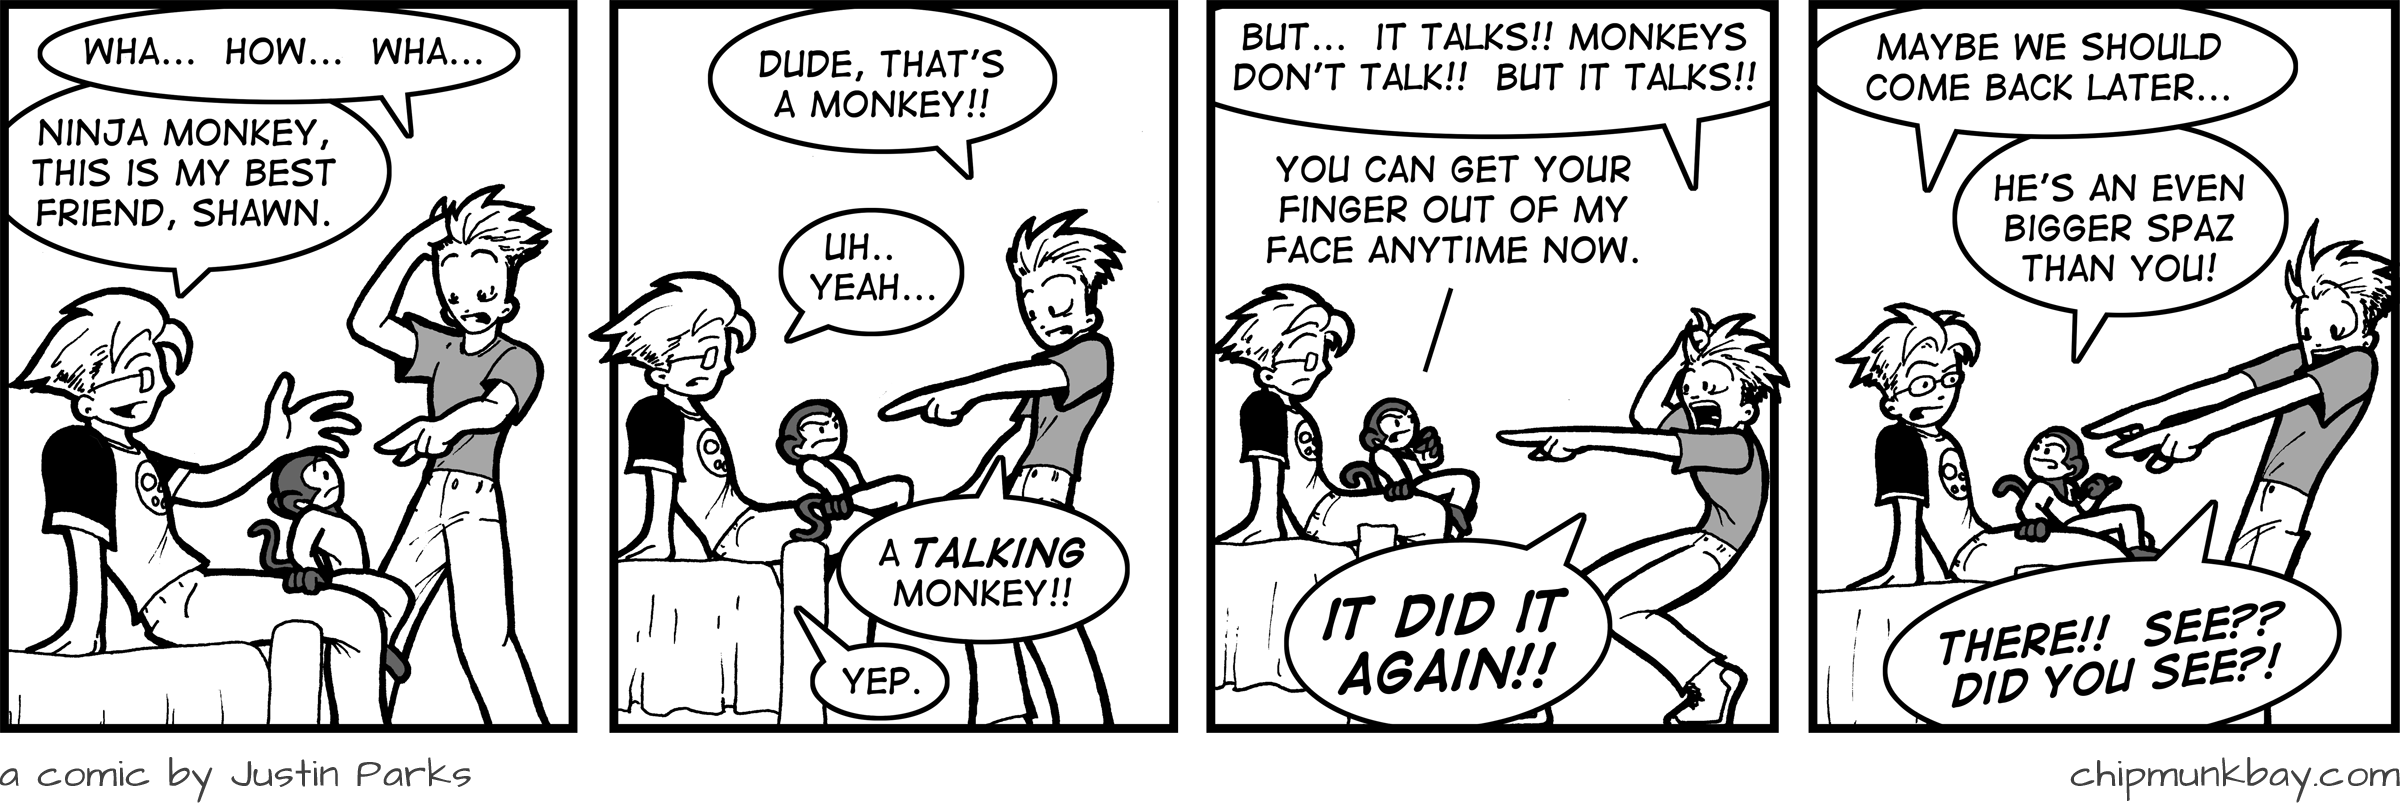 WHA... HOW... WHA...
NINJA MONKEY,
THIS IS MY BEST
FRIEND, SHAWN.
DUDE, THAT'S
A MONKEY!!
UH..
YEAH...
A TALKING
MONKEY!!
YEP.
BUT... IT TALKS!! MONKEYS
DON'T TALK!! BUT IT TALKS!!
YOU CAN GET YOUR
FINGER OUT OF MY
FACE ANYTIME NOW.
IT DID IT
AGAIN!!
MAYBE WE SHOULD
COME BACK LATER...
HE'S AN EVEN
BIGGER SPAZ
THAN YOU!
THERE!! SEE??
DID YOU SEE?!
a comic by Justin Parks
chipmunkbay.com